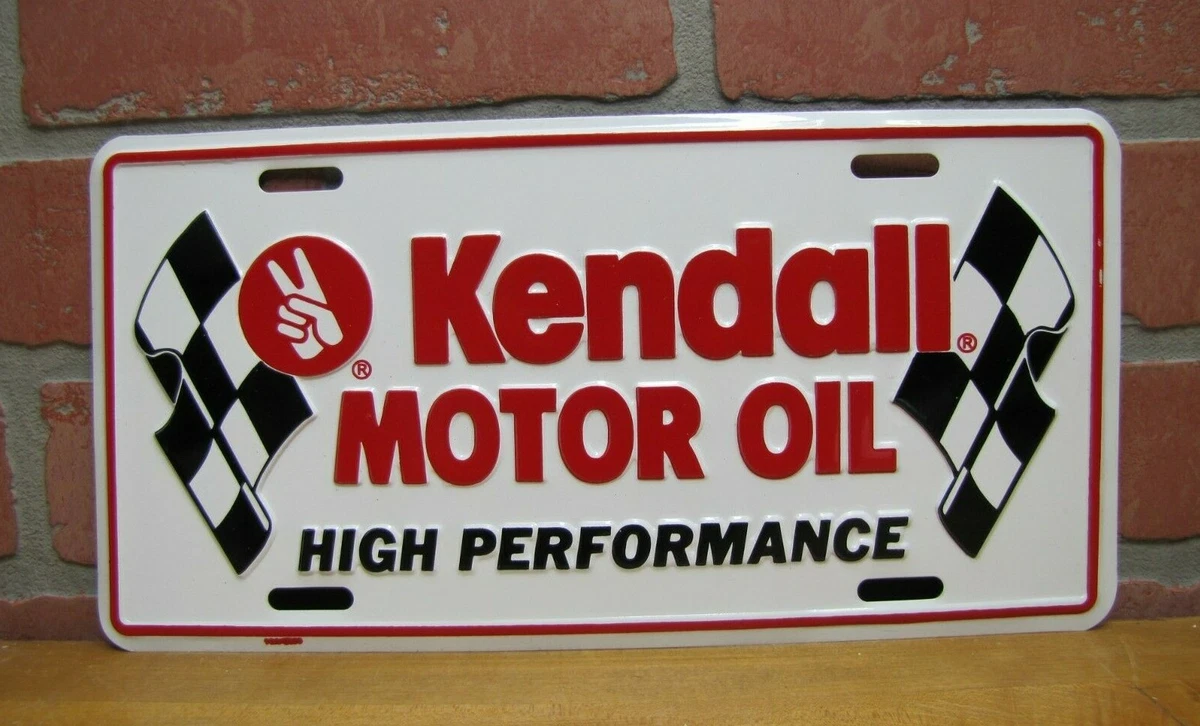 Kendall®
®
MOTOR OIL
HIGH PERFORMANCE